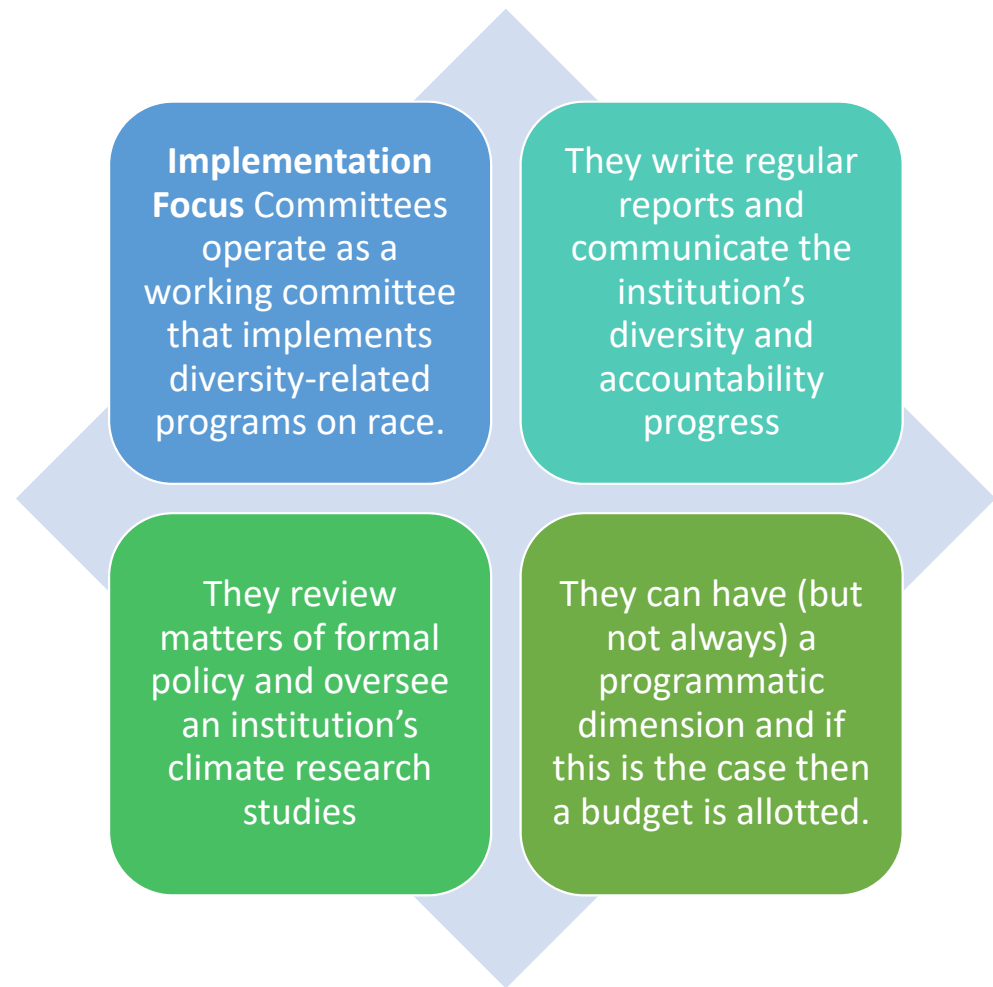 Implementation
Focus Committees
operate as a
working committee
that implements
diversity-related
programs on race.
They write regular
reports and
communicate the
institution’s
diversity and
accountability
progress
They review
matters of formal
policy and oversee
an institution’s
climate research
studies
They can have (but
not always) a
programmatic
dimension and if
this is the case then
a budget is allotted.